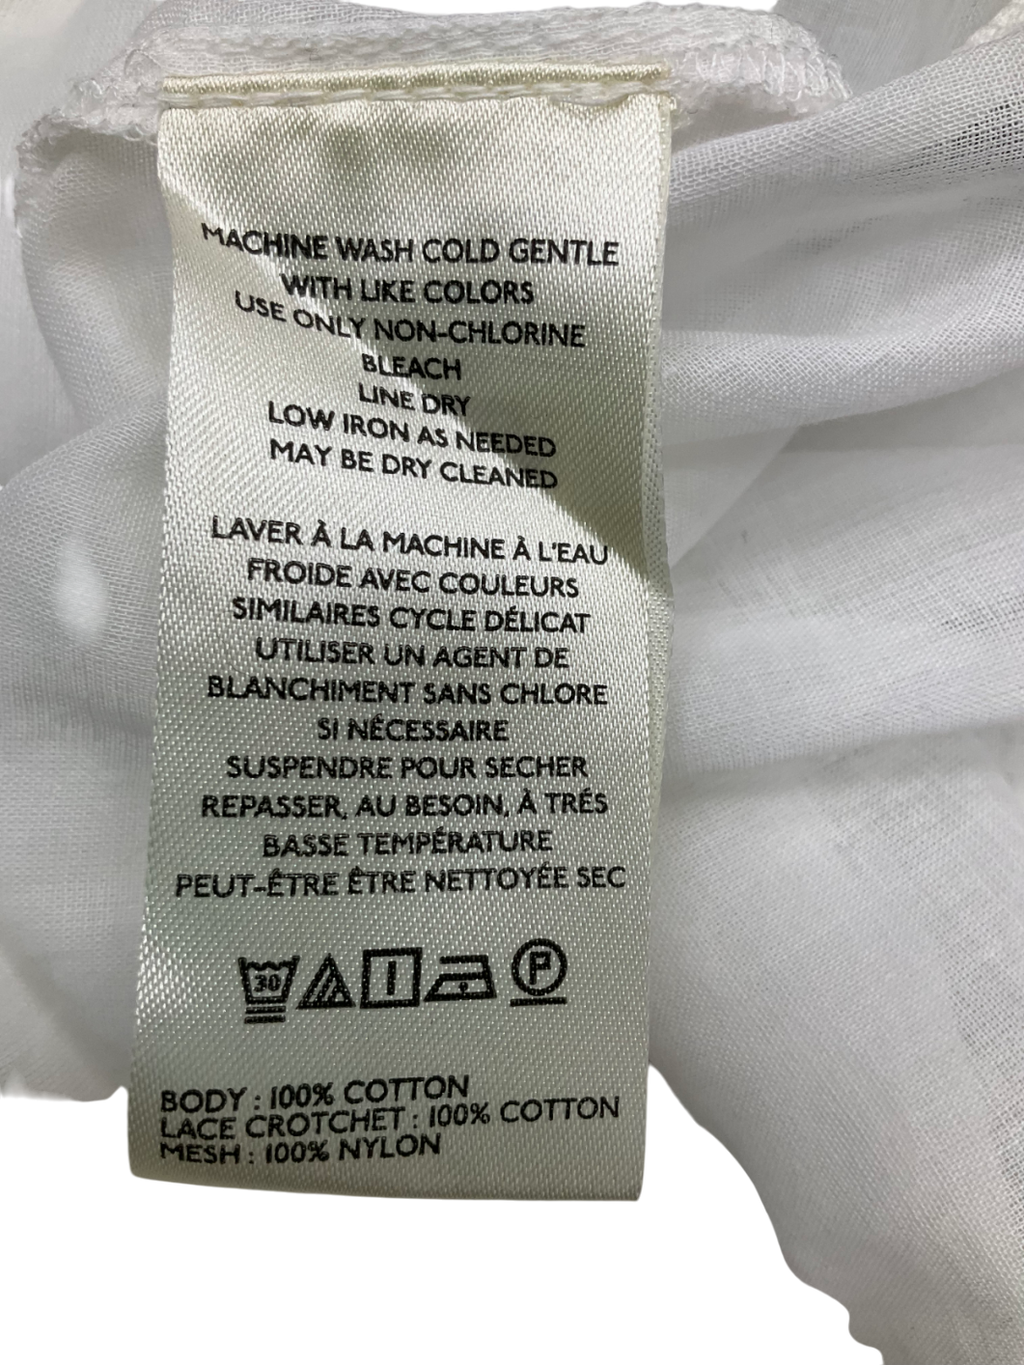 MACHINE WASH COLD GENTLE
WITH LIKE COLORS
USE ONLY NON-CHLORINE
BLEACH
LINE DRY
LOW IRON AS NEEDED
MAY BE DRY CLEANED
LAVER À LA MACHINE À L'EAU
FROIDE AVEC COULEURS
SIMILAIRES CYCLE DÉLICAT
UTILISER UN AGENT DE
BLANCHIMENT SANS CHLORE
SI NÉCESSAIRE
SUSPENDRE POUR SECHER
REPASSER, AU BESOIN, À TRÉS
BASSE TEMPÉRATURE
PEUT-ÊTRE ÊTRE NETTOYÉE SEC
30 P
BODY : 100% COTTON
LACE CROTCHET : 100% COTTON
MESH : 100% NYLON